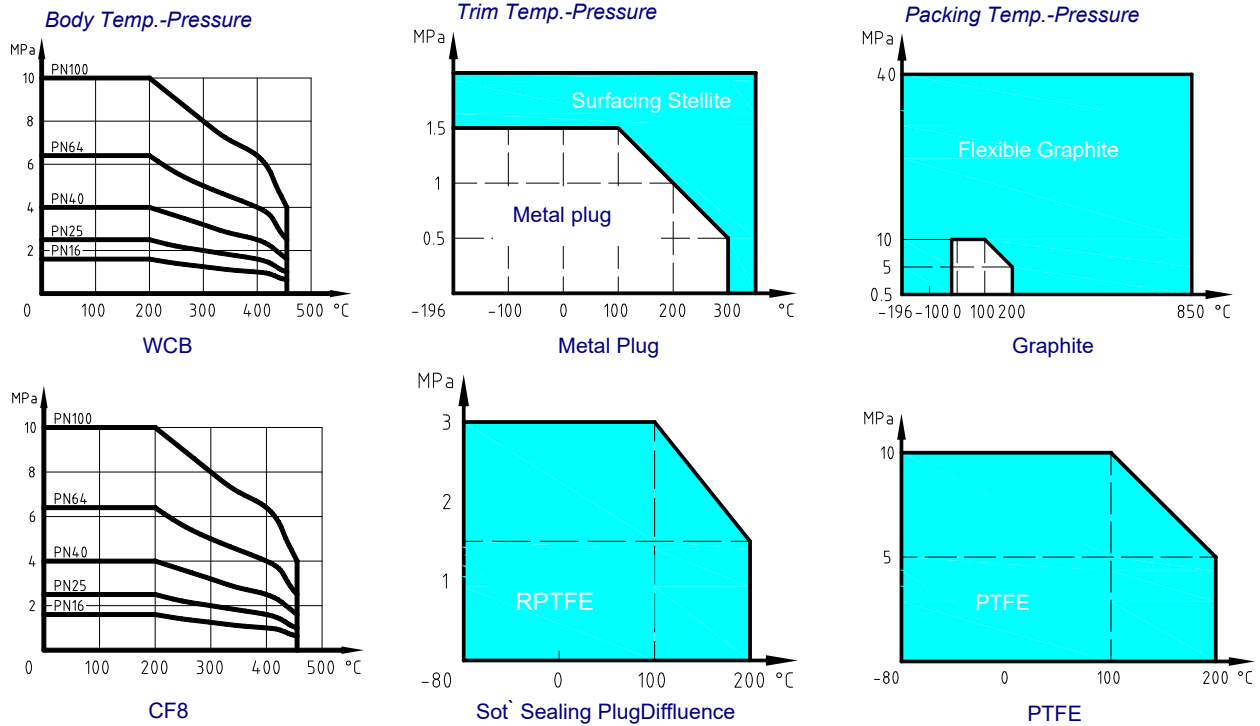 Body Temp.-Pressure
MPa
10
8
6
4
2
PN100
PN64
PN40
PN25
PN16
0 100 200 300 400 500 °C
WCB
Trim Temp.-Pressure
MPa
1.5
1
0.5
Surfacing Stellite
Metal plug
-196 -100 0 100 200 300 °C
Metal Plug
Packing Temp.-Pressure
MPa
40
10
5
0.5
Flexible Graphite
-196 -100 0 100 200 850 °C
Graphite
MPa
10
8
6
4
2
PN100
PN64
PN40
PN25
PN16
0 100 200 300 400 500 °C
CF8
MPa
3
2
1
RPTFE
-80 0 100 200 °C
Sot` Sealing PlugDiffluence
MPa
10
5
PTFE
-80 0 100 200 °C
PTFE